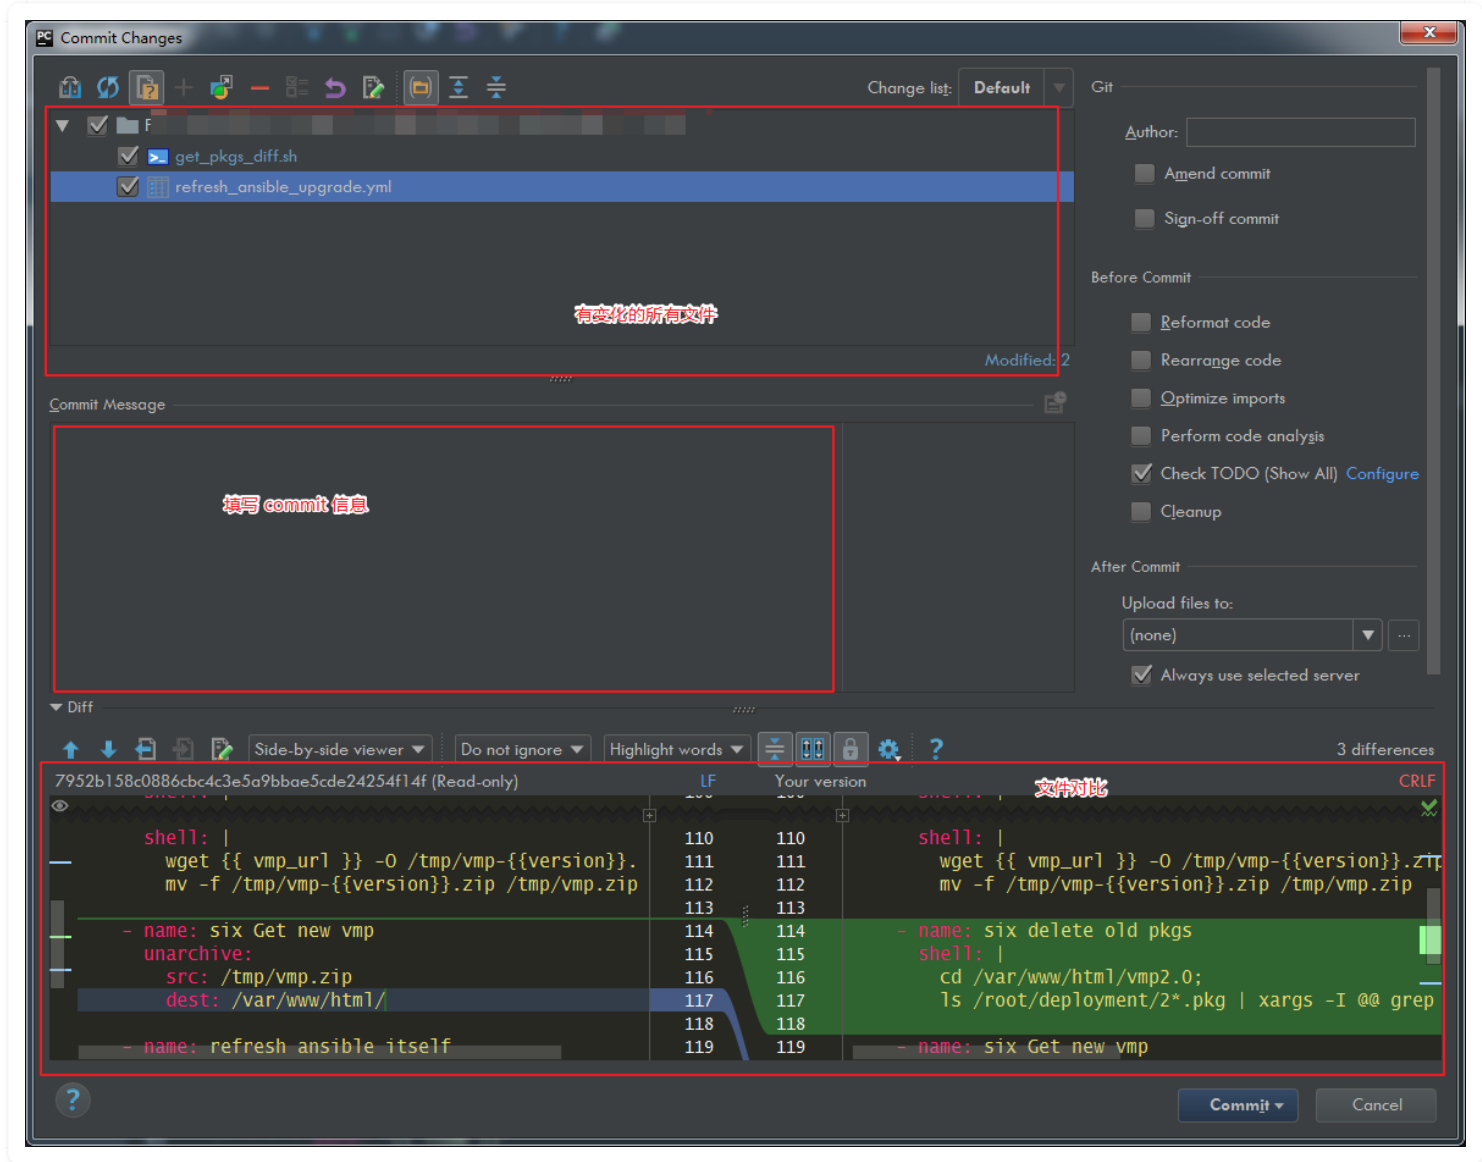 PC Commit Changes
Change list: Default
F
get_pkgs_diff.sh
refresh_ansible_upgrade.yml
有变化的所有文件
Modified: 2
Commit Message
填写 commit 信息
Git
Author:
Amend commit
Sign-off commit
Before Commit
Reformat code
Rearrange code
Optimize imports
Perform code analysis
Check TODO (Show All) Configure
Cleanup
After Commit
Upload files to:
(none)
...
Always use selected server
Diff
Side-by-side viewer Do not ignore Highlight words ? 3 differences
7952b158c0886cbc4c3e5a9bbae5cde24254f14f (Read-only) LF Your version 文件对比 CRLF
shell: | 110 110 shell: |
wget {{ vmp_url }} -O /tmp/vmp-{{version}}. 111 111 wget {{ vmp_url }} -O /tmp/vmp-{{version}}.zip
mv -f /tmp/vmp-{{version}}.zip /tmp/vmp.zip 112 112 mv -f /tmp/vmp-{{version}}.zip /tmp/vmp.zip
113 113
- name: six Get new vmp 114 114 - name: six delete old pkgs
unarchive: 115 115 shell: |
src: /tmp/vmp.zip 116 116 cd /var/www/html/vmp2.0;
dest: /var/www/html/ 117 117 ls /root/deployment/2*.pkg | xargs -I @@ grep
118 118
- name: refresh ansible itself 119 119 - name: six Get new vmp
? Commit Cancel